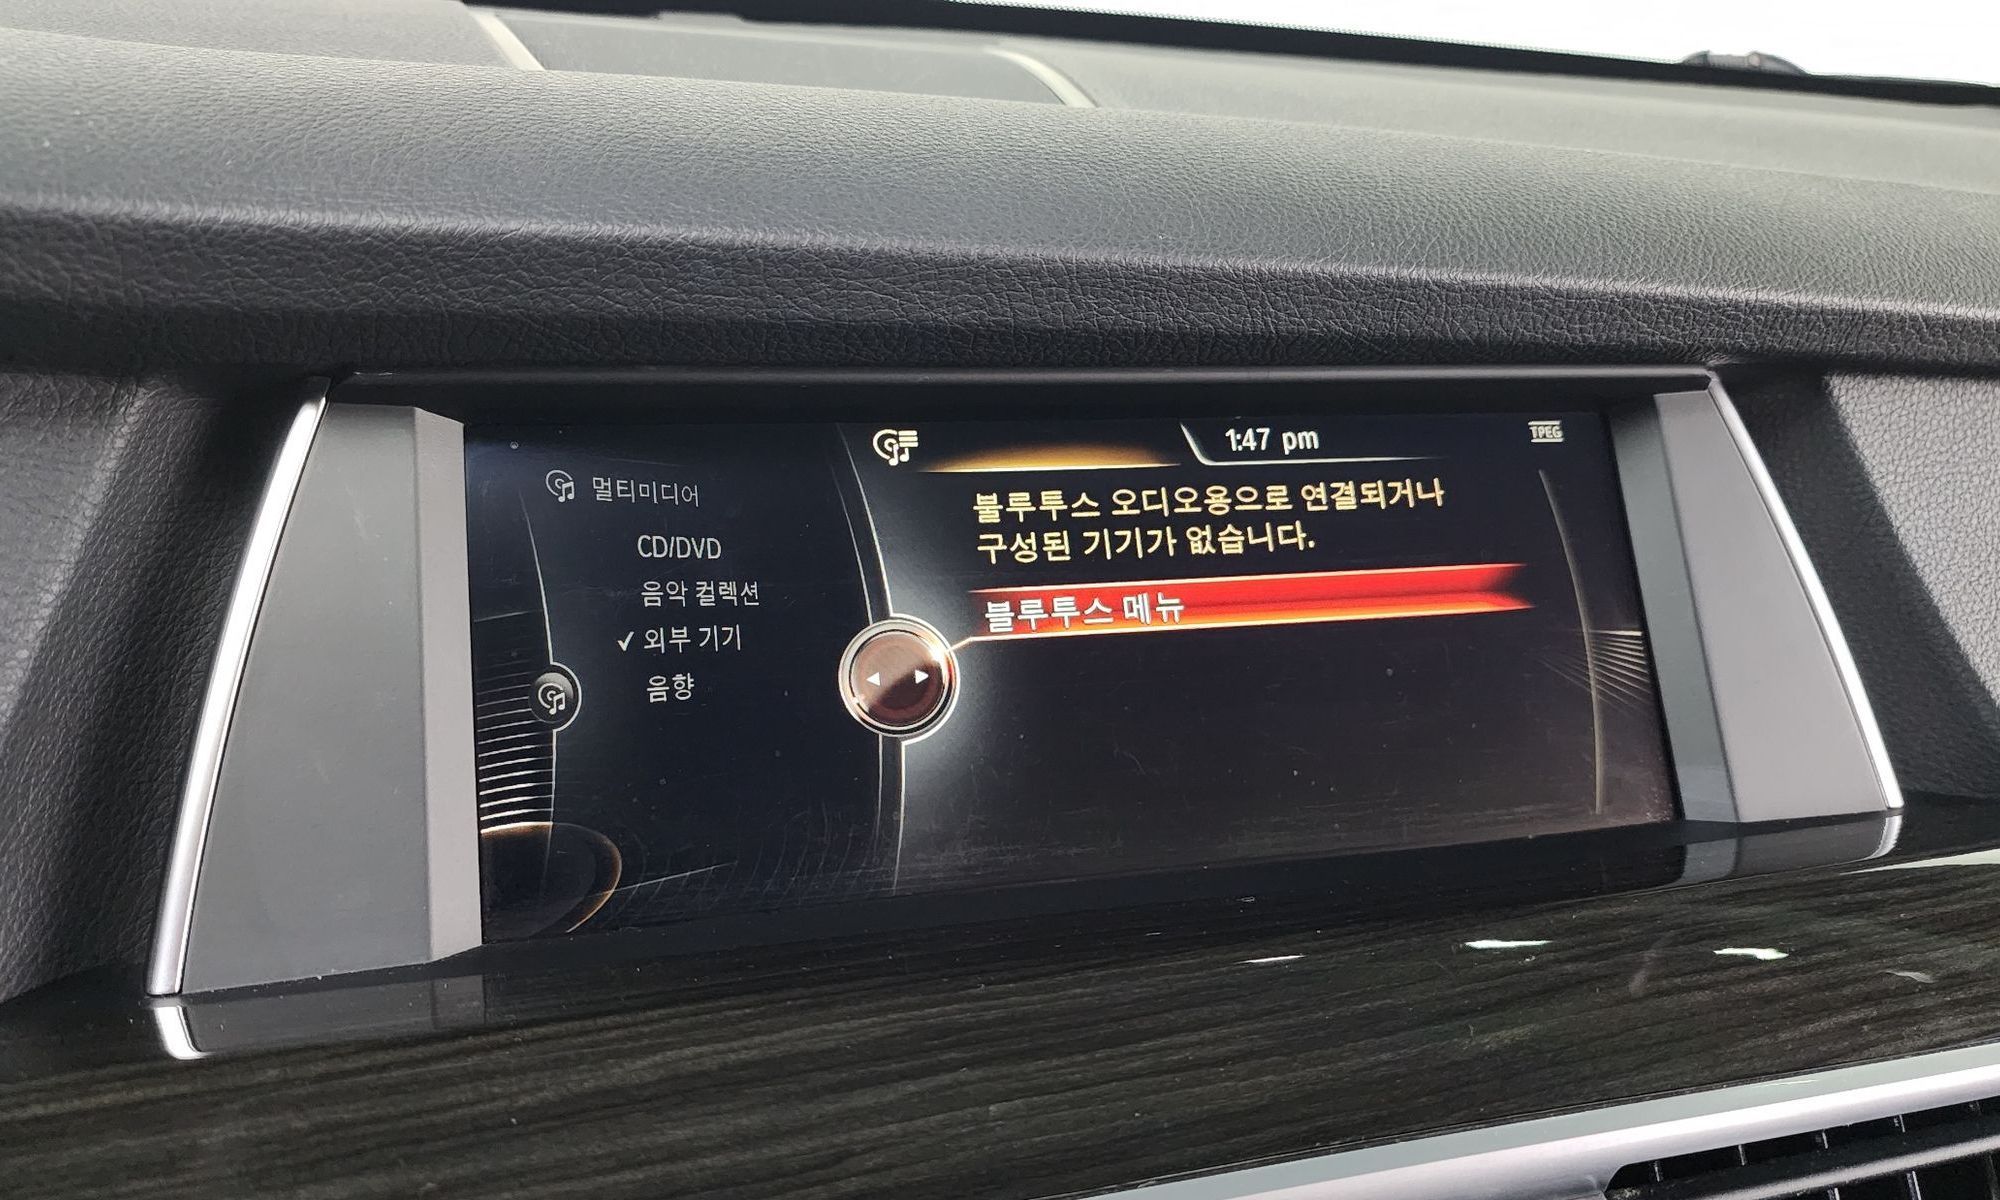 1:47 pm
TPEG
멀티미디어
CD/DVD
음악 컬렉션
✓ 외부 기기
음향
불루투스 오디오용으로 연결되거나
구성된 기기가 없습니다.
블루투스 메뉴